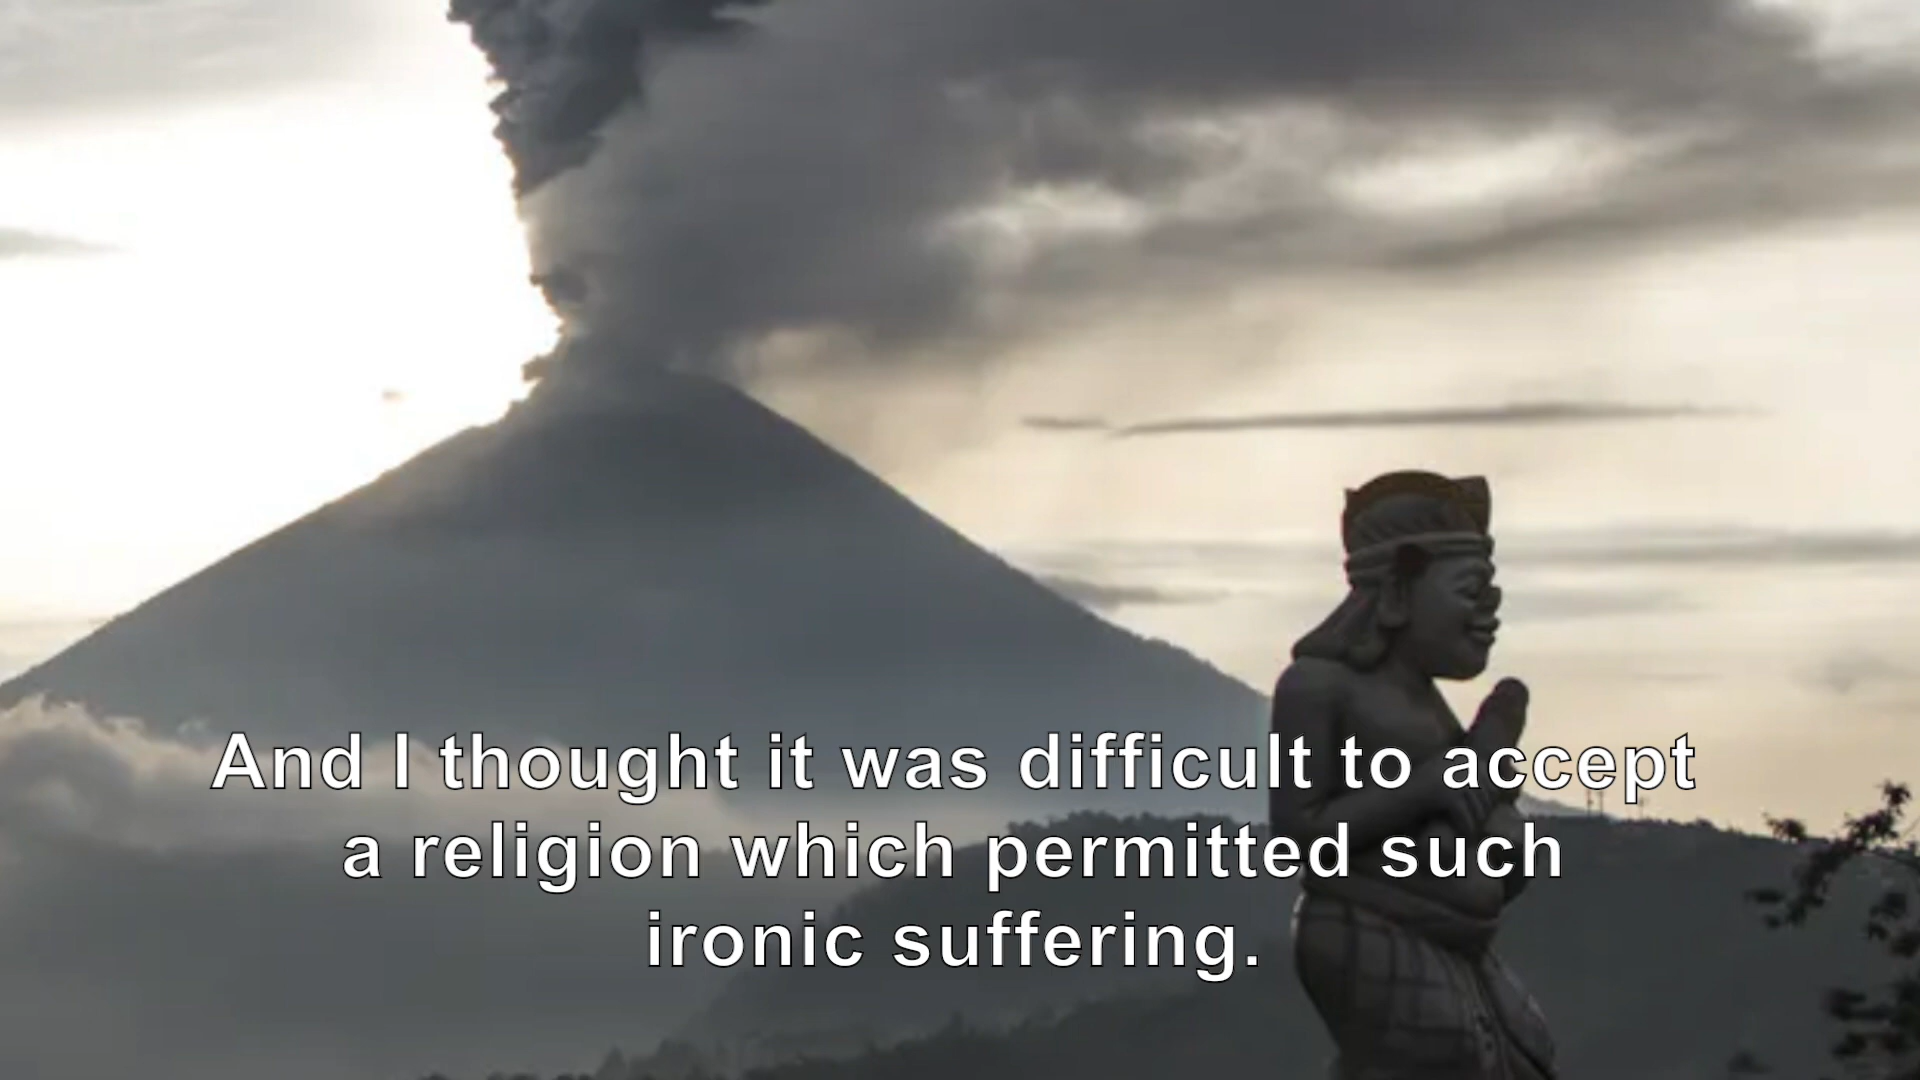 And I thought it was difficult to accept
a religion which permitted such
ironic suffering.